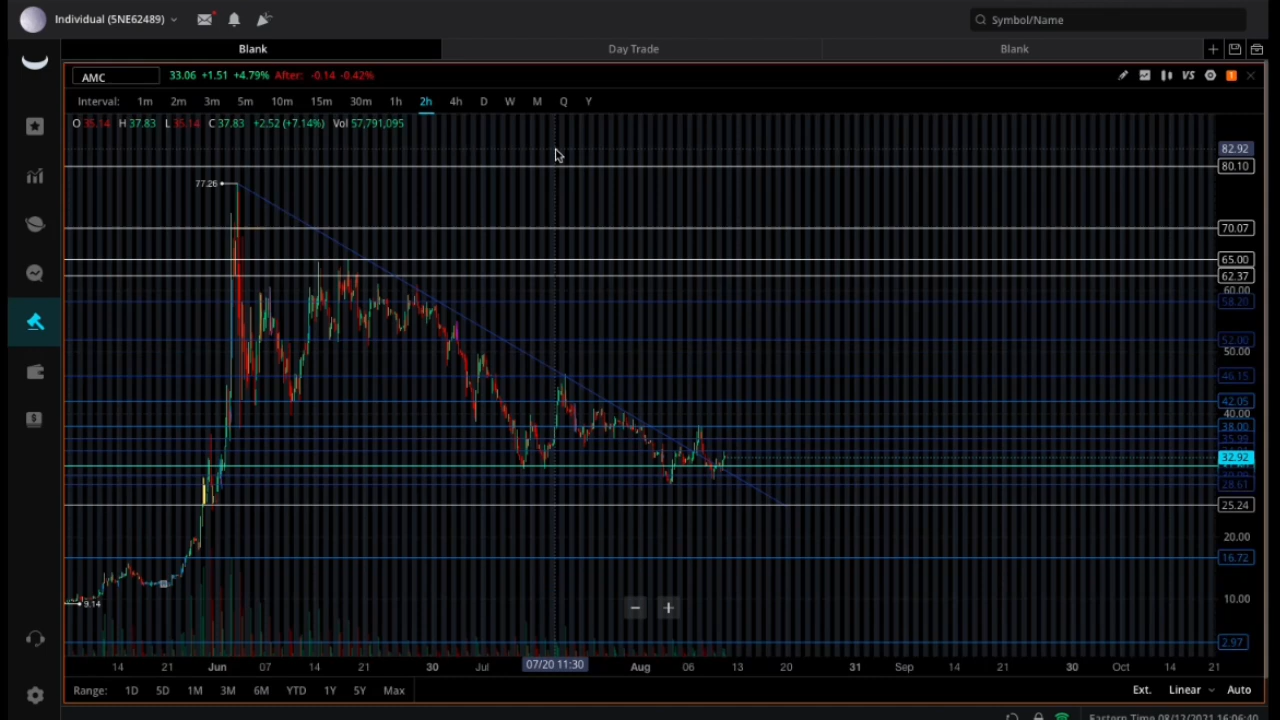 Individual (5NE62489)
Symbol/Name
Blank Day Trade Blank
AMC 33.06 +1.51 +4.79% After: -0.14 -0.42% VS 1
Interval: 1m 2m 3m 5m 10m 15m 30m 1h 2h 4h D W M Q Y
O 35.14 H 37.83 L 35.14 C 37.83 +2.52 (+7.14%) Vol 57,791,095
82.92
80.10
77.26
70.07
65.00
62.37
60.00
58.20
52.00
50.00
46.15
42.05
40.00
38.00
35.99
32.92
28.61
25.24
20.00
16.72
10.00
9.14
2.97
14 21 Jun 07 14 21 30 Jul 07/20 11:30 Aug 06 13 20 31 Sep 14 21 30 Oct 14 21
Range: 1D 5D 1M 3M 6M YTD 1Y 5Y Max Ext. Linear Auto
Eastern Time 08/12/2021 16:06:40